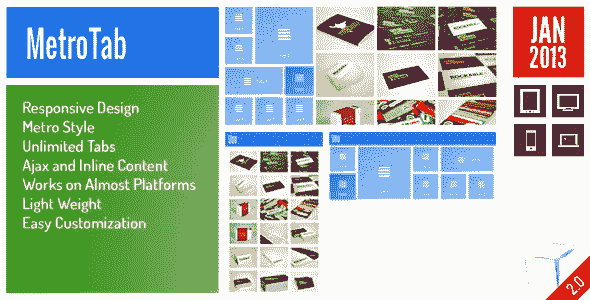 MetroTab
JAN
2013
Responsive Design
Metro Style
Unlimited Tabs
Ajax and Inline Content
Works on Almost Platforms
Light Weight
Easy Customization
2.0